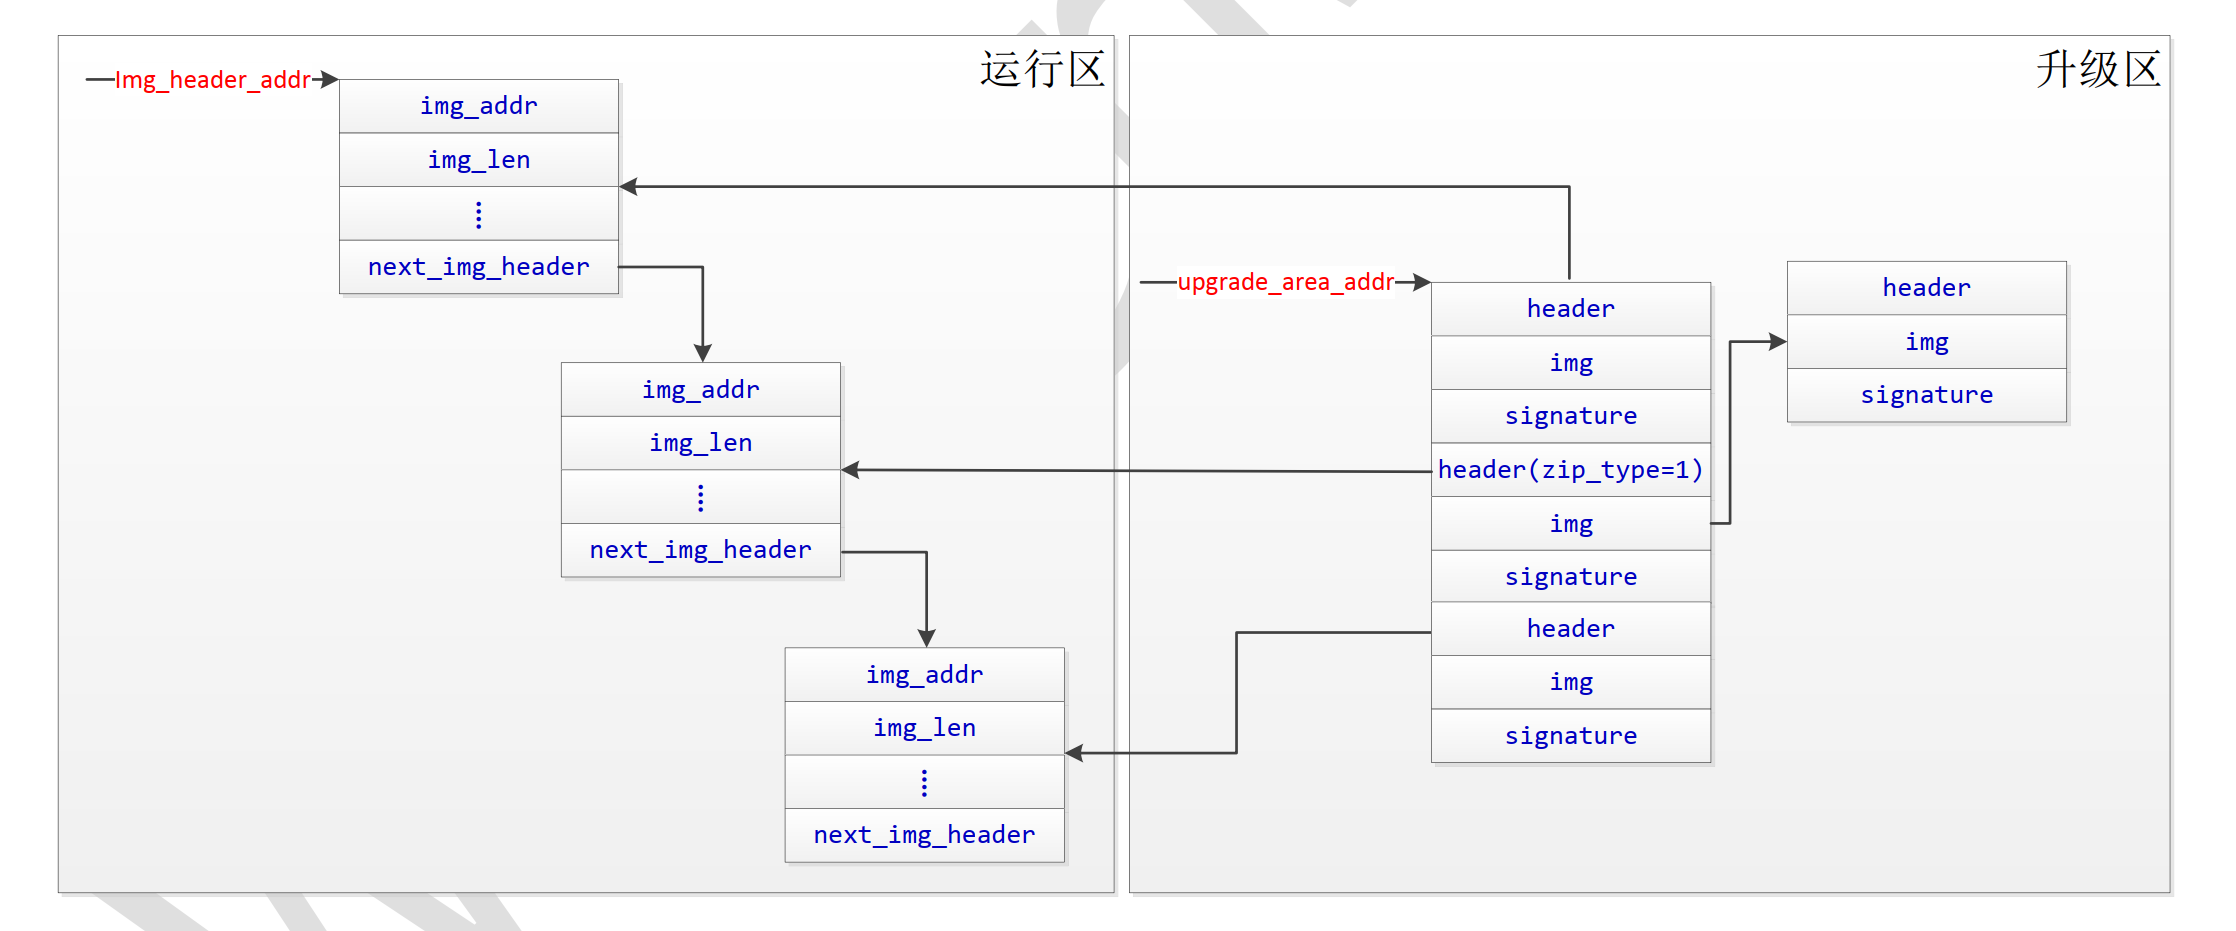 运行区
Img_header_addr
img_addr
img_len
next_img_header
img_addr
img_len
next_img_header
img_addr
img_len
next_img_header
升级区
upgrade_area_addr
header
img
signature
header(zip_type=1)
img
signature
header
img
signature
header
img
signature